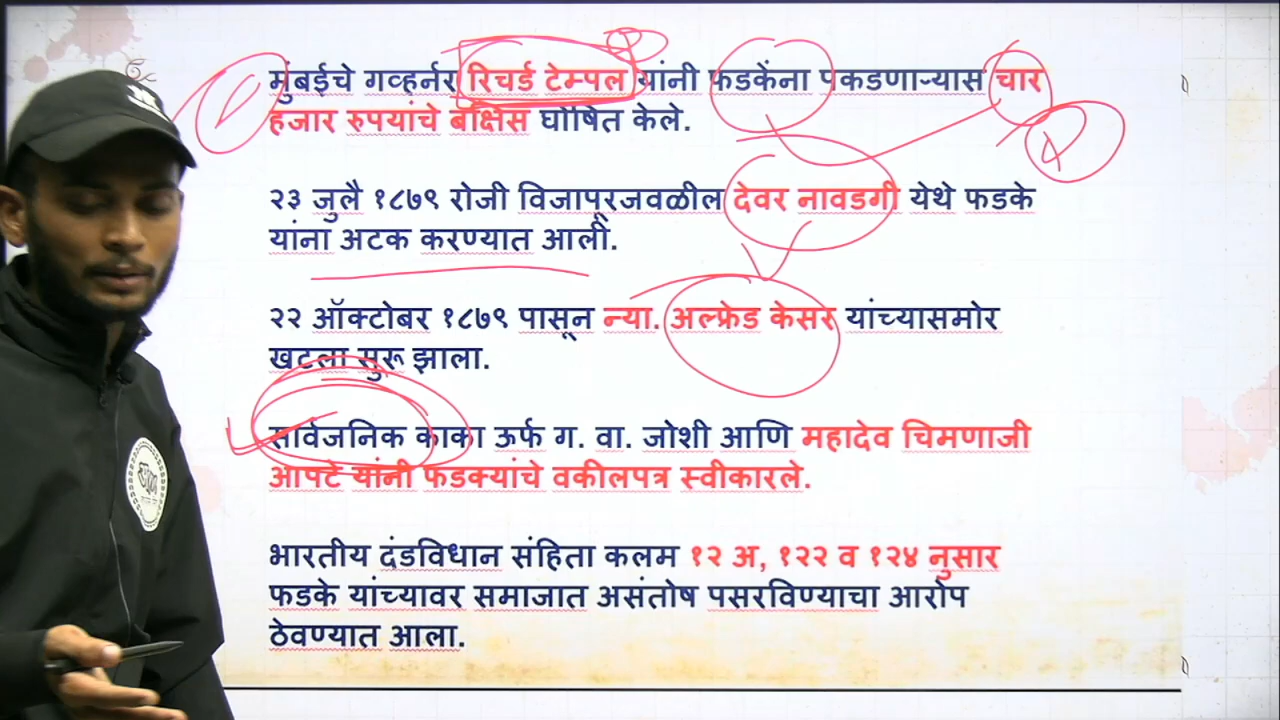 मुंबईचे गव्हर्नर रिचर्ड टेम्पल यांनी फडकेंना पकडणाऱ्यास चार
हजार रुपयांचे बक्षिस घोषित केले.
२३ जुलै १८७९ रोजी विजापूरजवळील देवर नावडगी येथे फडके
यांना अटक करण्यात आली.
२२ ऑक्टोबर १८७९ पासून न्या. अल्फ्रेड केसर यांच्यासमोर
खटला सुरू झाला.
सार्वजनिक काका ऊर्फ ग. वा. जोशी आणि महादेव चिमणाजी
आपटे यांनी फडक्यांचे वकीलपत्र स्वीकारले.
भारतीय दंडविधान संहिता कलम १२ अ, १२२ व १२४ नुसार
फडके यांच्यावर समाजात असंतोष पसरविण्याचा आरोप
ठेवण्यात आला.